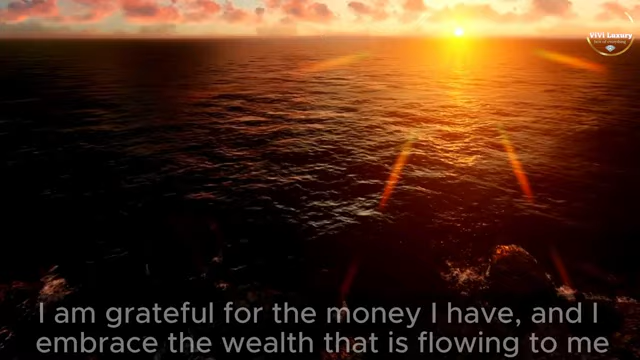 ViVi Luxury
I am grateful for the money I have, and I
embrace the wealth that is flowing to me